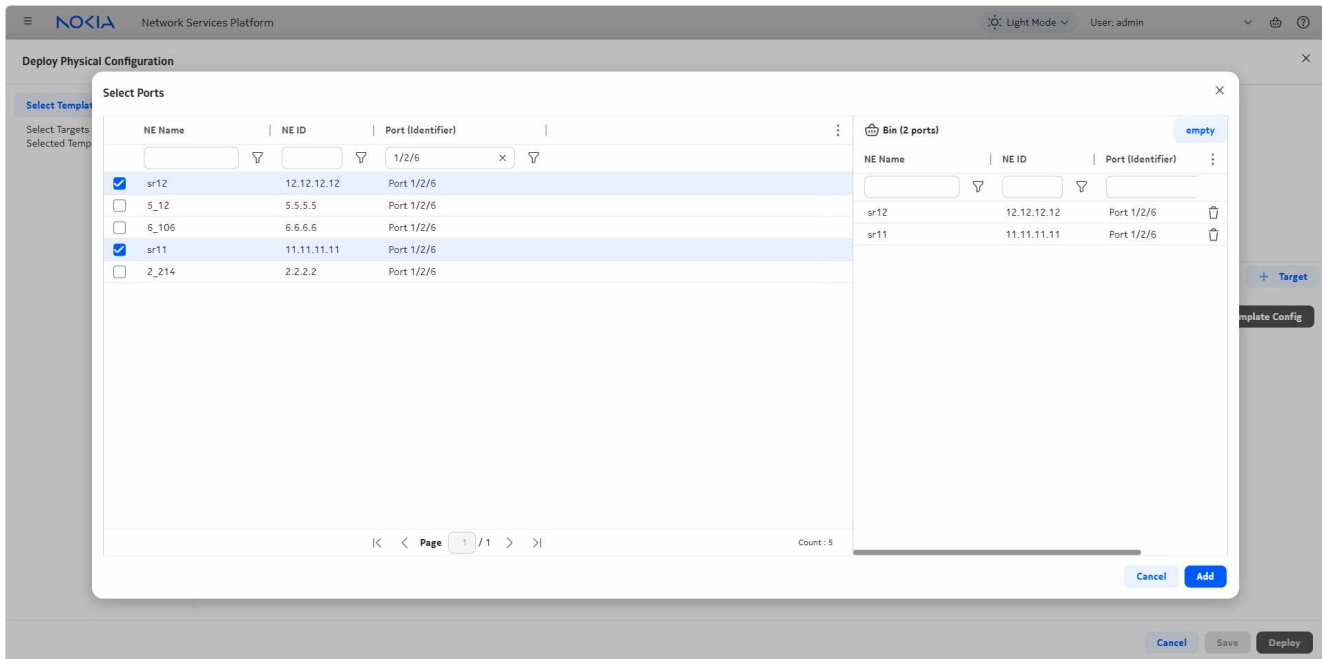 NOKIA Network Services Platform Light Mode User: admin
Deploy Physical Configuration
Select Ports
Select Templat
Select Targets
Selected Temp
NE Name NE ID Port (Identifier)
1/2/6
sr12 12.12.12.12 Port 1/2/6
5_12 5.5.5.5 Port 1/2/6
6_106 6.6.6.6 Port 1/2/6
sr11 11.11.11.11 Port 1/2/6
2_214 2.2.2.2 Port 1/2/6
Page 1 / 1 Count : 5
Bin (2 ports) empty
NE Name NE ID Port (Identifier)
sr12 12.12.12.12 Port 1/2/6
sr11 11.11.11.11 Port 1/2/6
+ Target
mplate Config
Cancel Add
Cancel Save Deploy